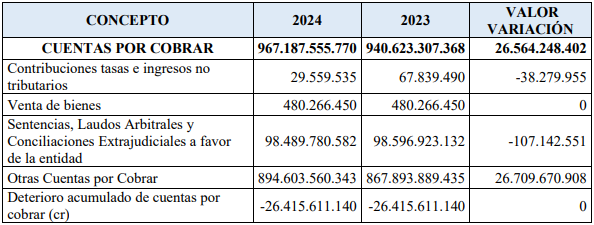 CONCEPTO 2024 2023 VALOR VARIACIÓN
CUENTAS POR COBRAR 967.187.555.770 940.623.307.368 26.564.248.402
Contribuciones tasas e ingresos no tributarios 29.559.535 67.839.490 -38.279.955
Venta de bienes 480.266.450 480.266.450 0
Sentencias, Laudos Arbitrales y Conciliaciones Extrajudiciales a favor de la entidad 98.489.780.582 98.596.923.132 -107.142.551
Otras Cuentas por Cobrar 894.603.560.343 867.893.889.435 26.709.670.908
Deterioro acumulado de cuentas por cobrar (cr) -26.415.611.140 -26.415.611.140 0